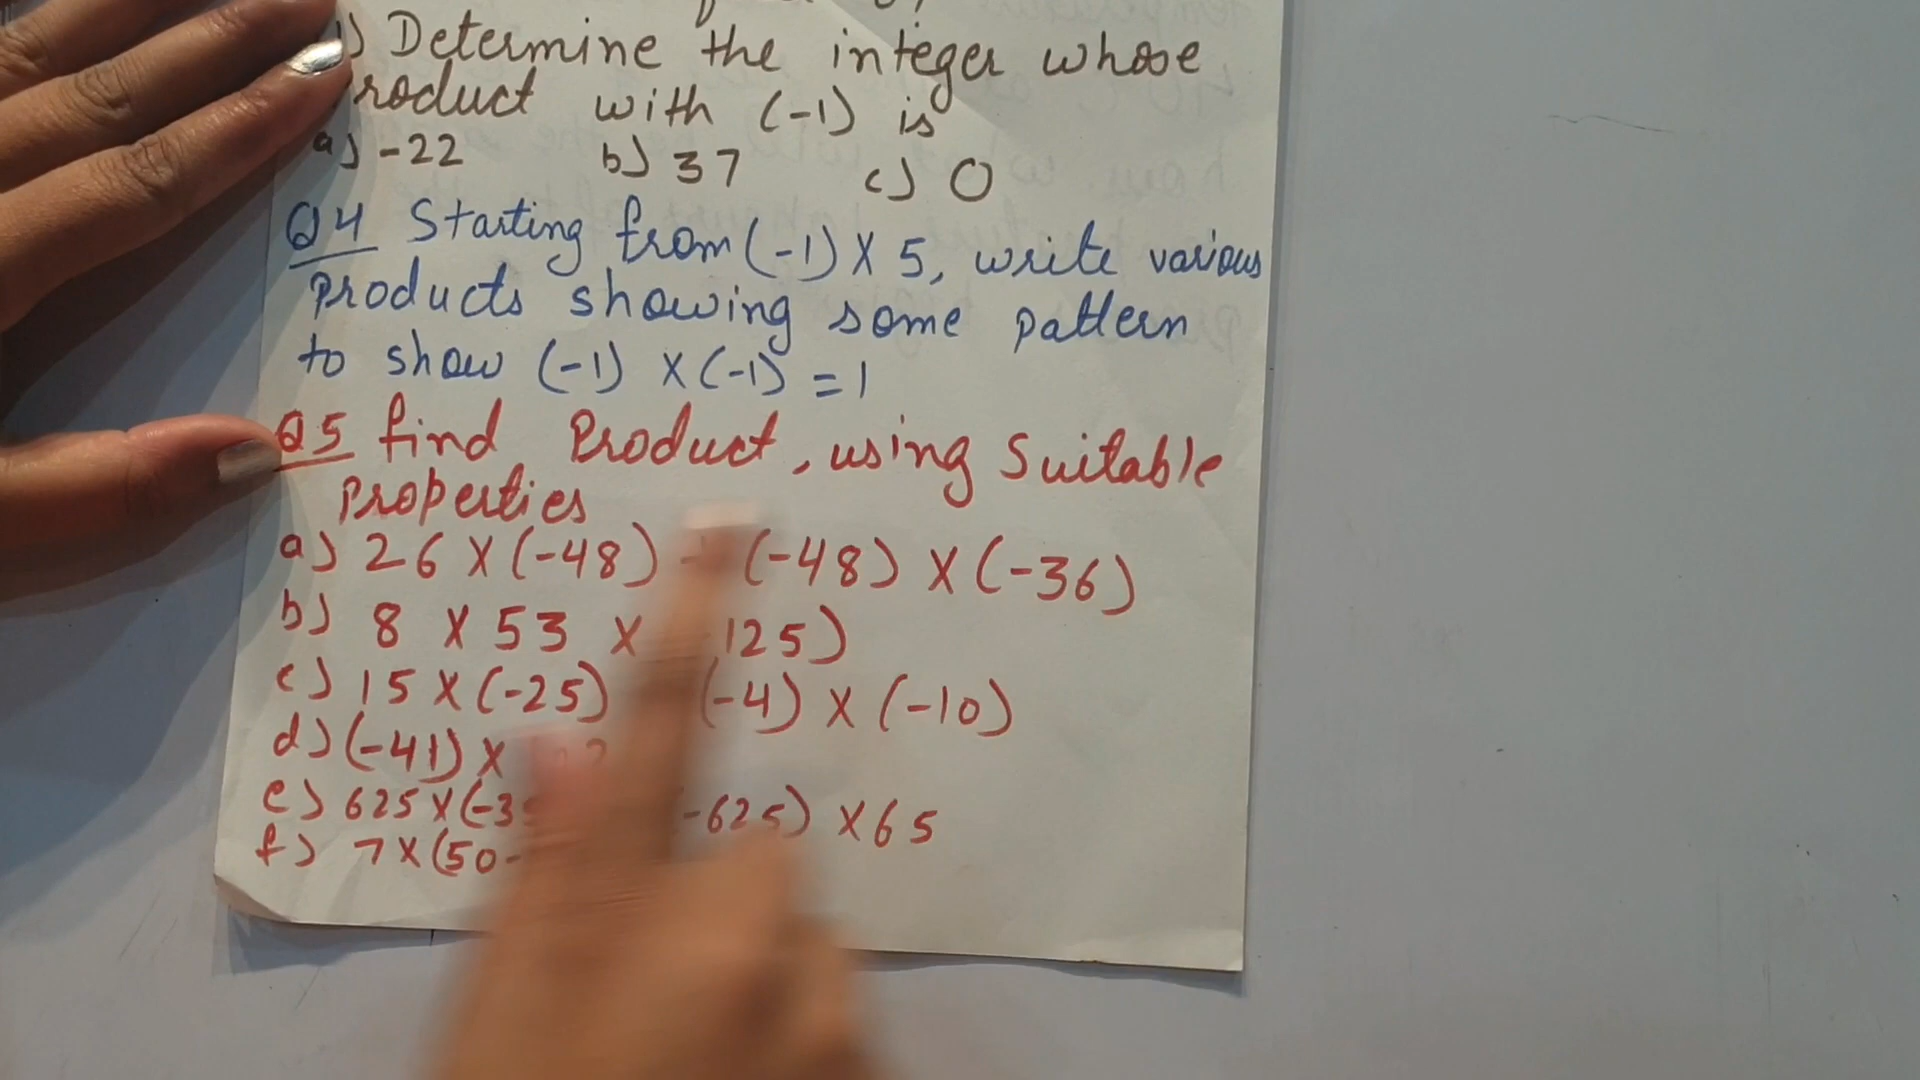 Determine the integer whose
Product with (-1) is
a) -22 b) 37 c) 0
Q4 Starting from (-1) X 5, write various
products showing some pattern
to show (-1) X (-1) = 1
Q5 find Product, using Suitable
Properties
a) 26 X (-48) + (-48) X (-36)
b) 8 X 53 X 125)
c) 15 X (-25) (-4) X (-10)
d) (-41) X
e) 625 X (-3 -625) X 65
f) 7 X (50-